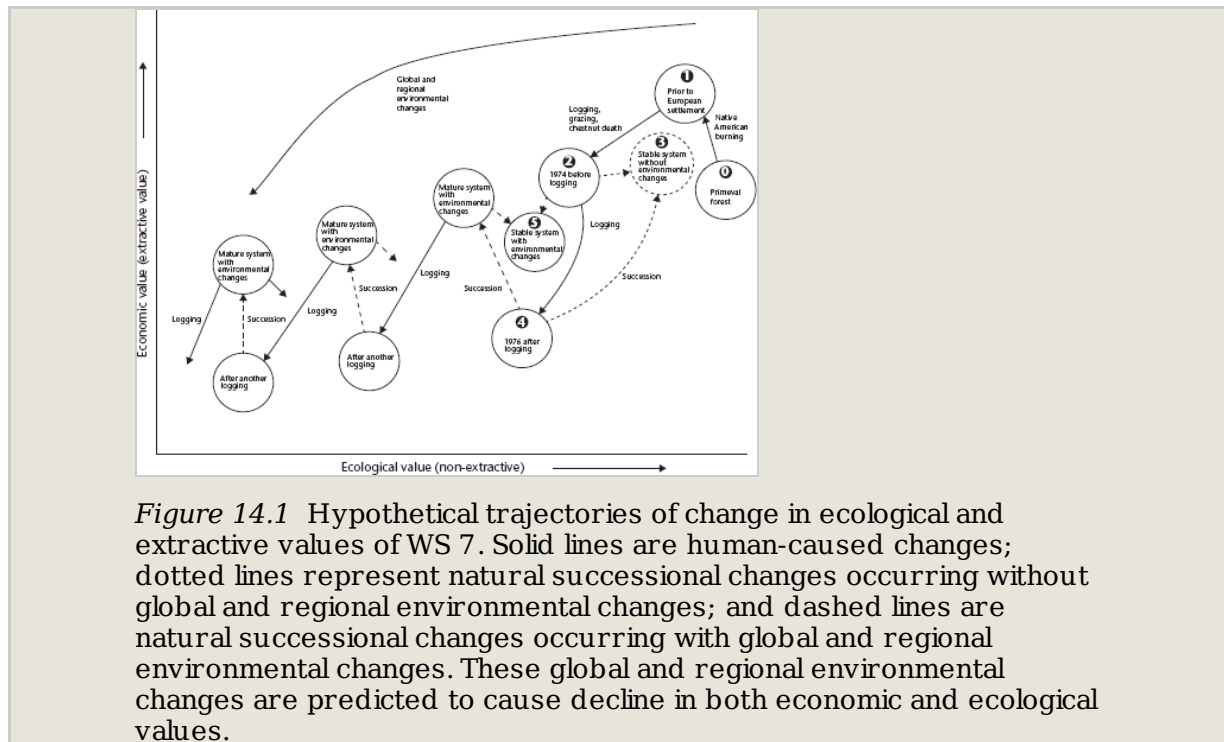 Global and
regional
environmental
changes
1
Prior to
European
settlement
Logging,
grazing,
chestnut death
Native
American
burning
3
Stable system
without
environmental
changes
2
1974 before
logging
0
Primeval
forest
Mature system
with
environmental
changes
5
Stable system
with
environmental
changes
Logging
Mature system
with
environmental
changes
Mature system
with
environmental
changes
Logging
Succession
Succession
Succession
Logging
Logging
Succession
4
1976 after
logging
After another
logging
After another
logging
Economic value (extractive value)
Ecological value (non-extractive)
Figure 14.1 Hypothetical trajectories of change in ecological and
extractive values of WS 7. Solid lines are human-caused changes;
dotted lines represent natural successional changes occurring without
global and regional environmental changes; and dashed lines are
natural successional changes occurring with global and regional
environmental changes. These global and regional environmental
changes are predicted to cause decline in both economic and ecological
values.